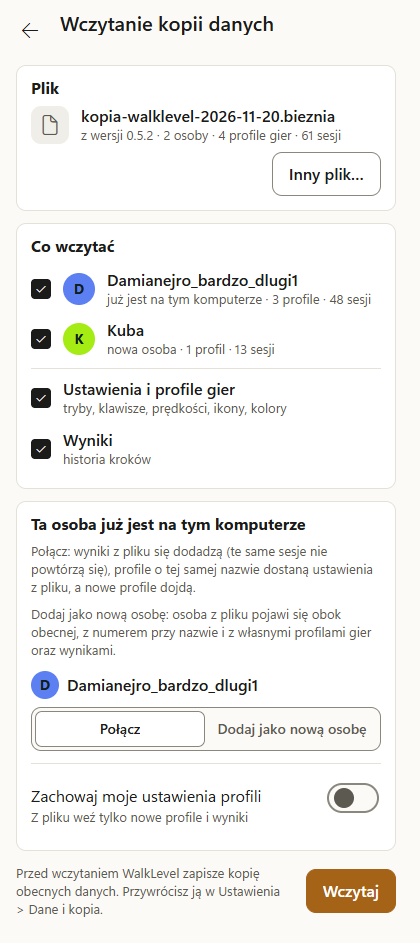 Wczytanie kopii danych
Plik
kopia-walklevel-2026-11-20.bieznia
z wersji 0.5.2 · 2 osoby · 4 profile gier · 61 sesji
Inny plik...
Co wczytać
D
Damianejro_bardzo_dlugi1
już jest na tym komputerze · 3 profile · 48 sesji
K
Kuba
nowa osoba · 1 profil · 13 sesji
Ustawienia i profile gier
tryby, klawisze, prędkości, ikony, kolory
Wyniki
historia kroków
Ta osoba już jest na tym komputerze
Połącz: wyniki z pliku się dodadzą (te same sesje nie
powtórzą się), profile o tej samej nazwie dostaną ustawienia
z pliku, a nowe profile dojdą.
Dodaj jako nową osobę: osoba z pliku pojawi się obok
obecnej, z numerem przy nazwie i z własnymi profilami gier
oraz wynikami.
D
Damianejro_bardzo_dlugi1
Połącz
Dodaj jako nową osobę
Zachowaj moje ustawienia profili
Z pliku weź tylko nowe profile i wyniki
Przed wczytaniem WalkLevel zapisze kopię
obecnych danych. Przywrócisz ją w Ustawienia
> Dane i kopia.
Wczytaj